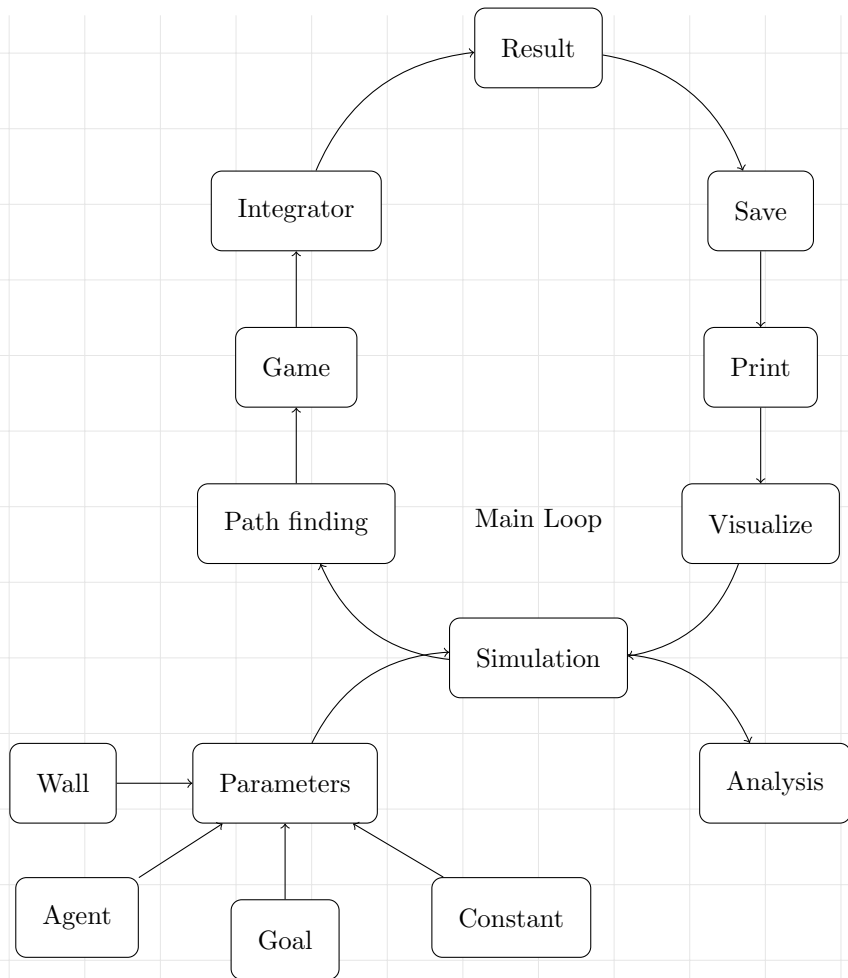 Result
Integrator
Save
Game
Print
Path finding
Main Loop
Visualize
Simulation
Wall
Parameters
Analysis
Agent
Goal
Constant